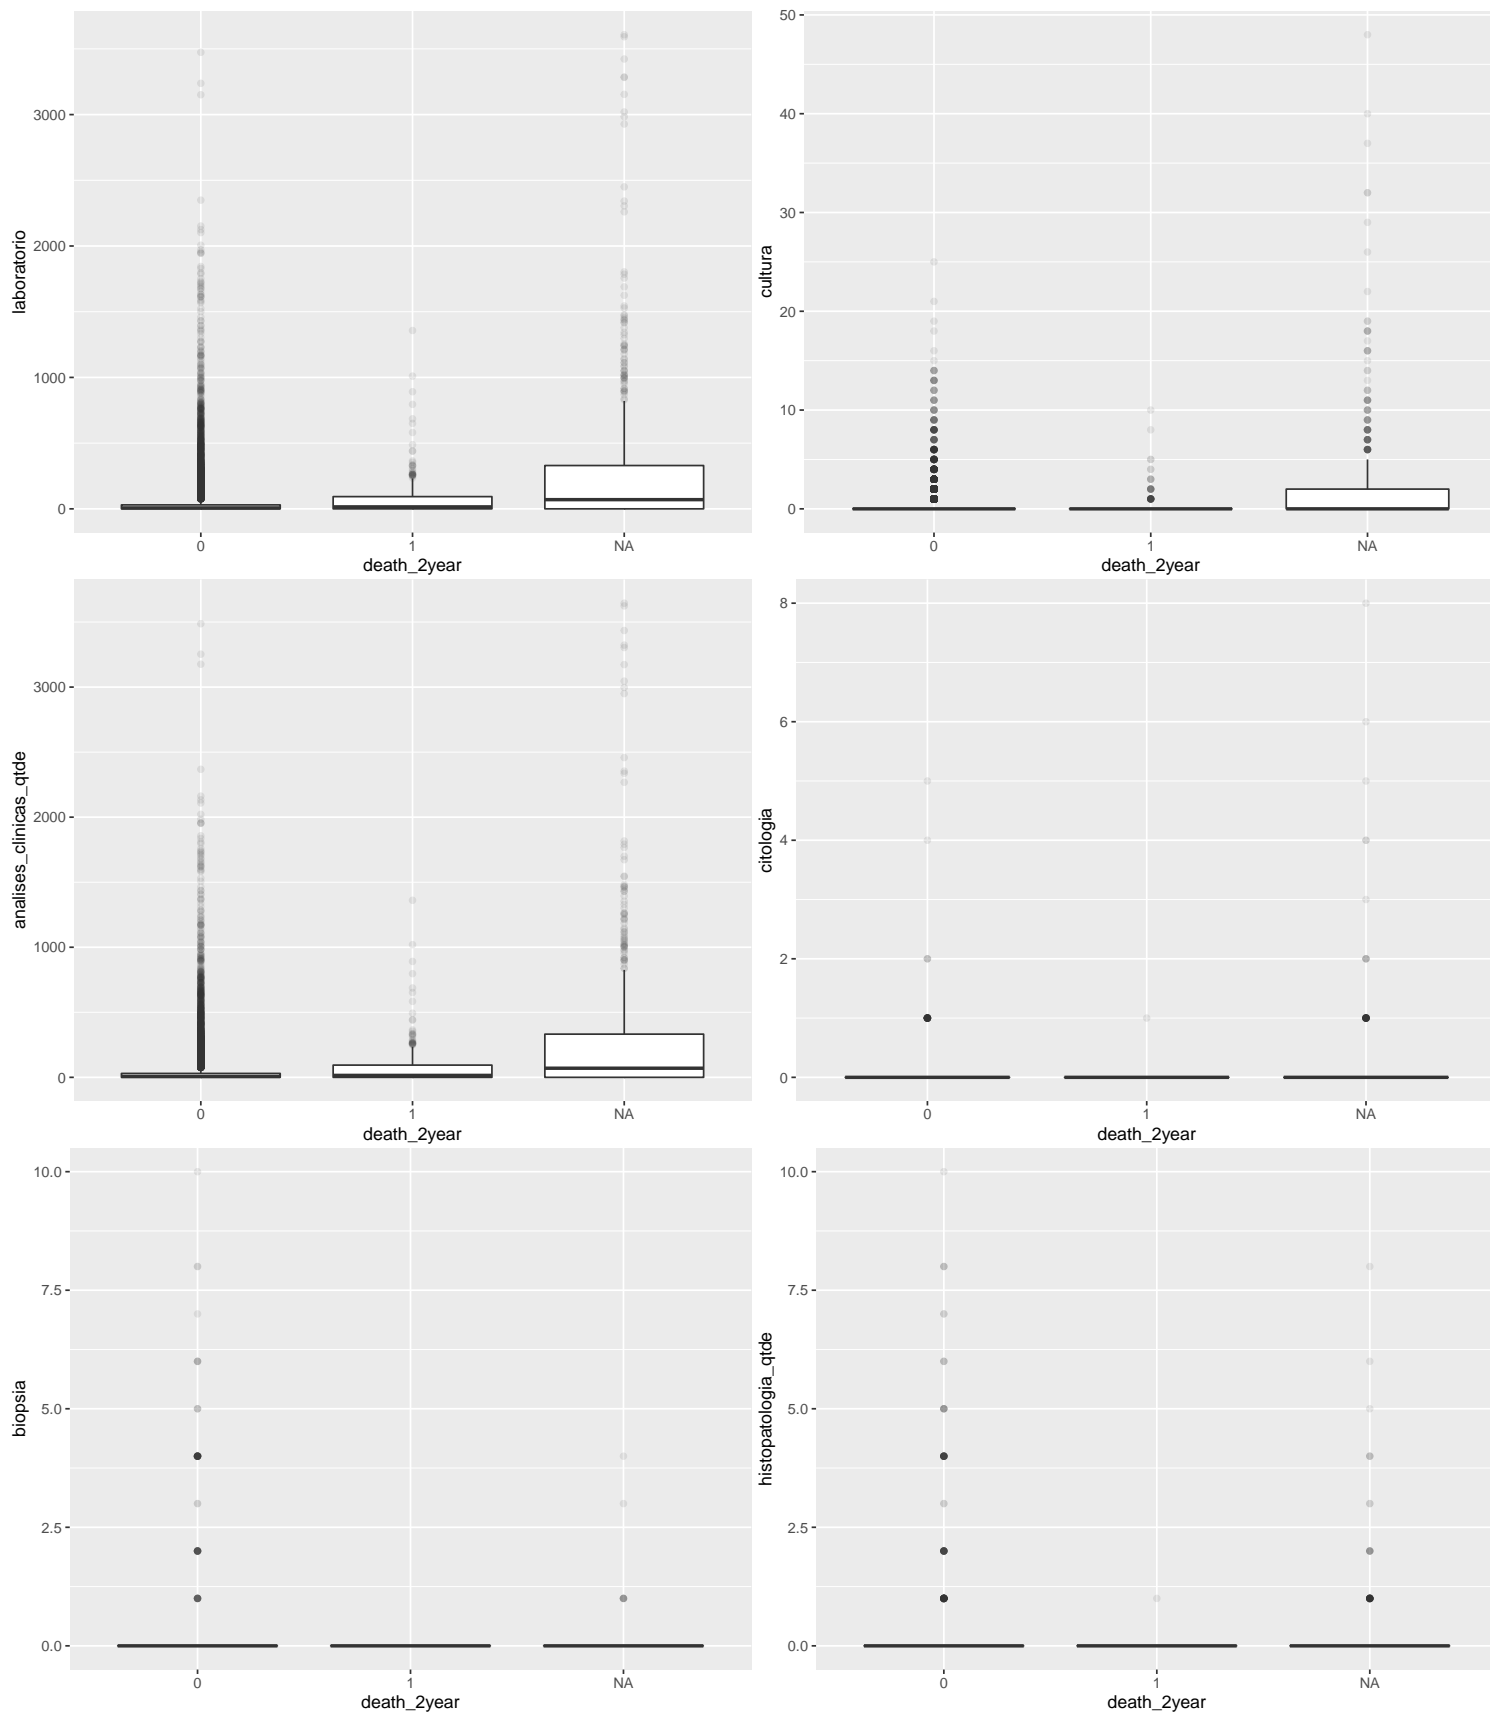 laboratorio
3000
2000
1000
0
0 1 NA
death_2year
cultura
50
40
30
20
10
0
0 1 NA
death_2year
analises_clinicas_qtde
3000
2000
1000
0
0 1 NA
death_2year
citologia
8
6
4
2
0
0 1 NA
death_2year
biopsia
10.0
7.5
5.0
2.5
0.0
0 1 NA
death_2year
histopatologia_qtde
10.0
7.5
5.0
2.5
0.0
0 1 NA
death_2year